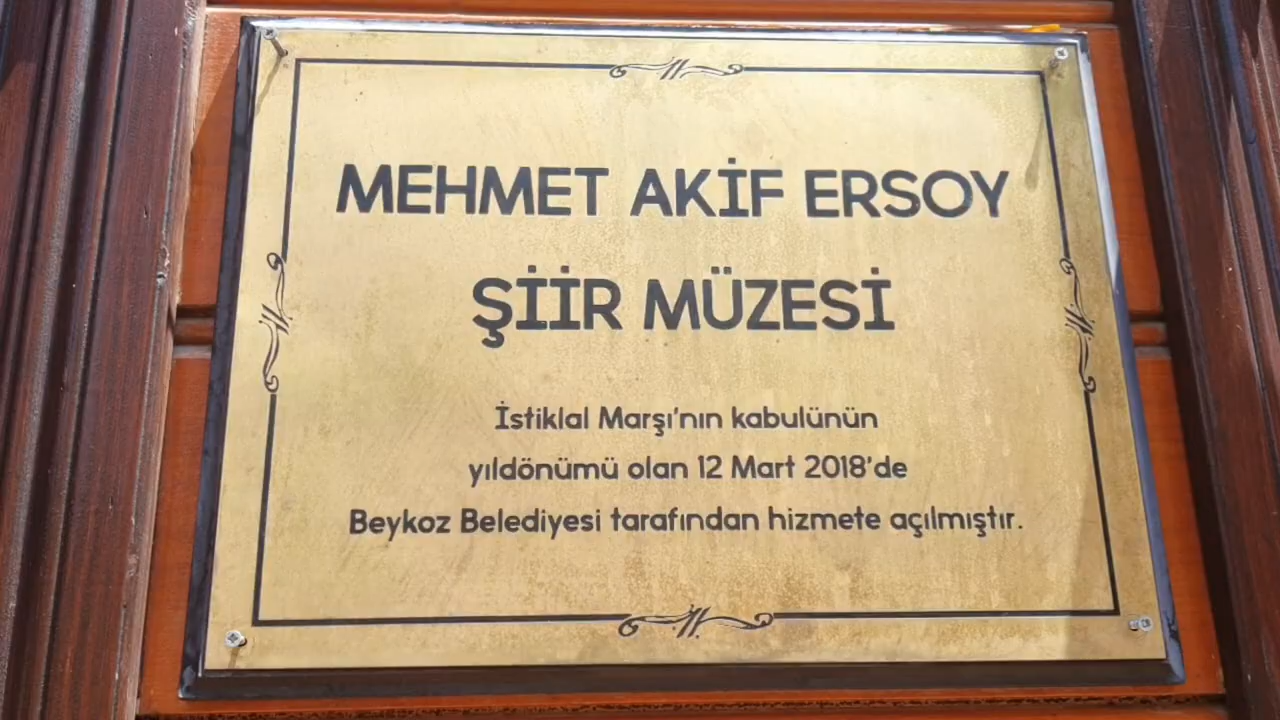 MEHMET AKİF ERSOY
ŞİİR MÜZESİ
İstiklal Marşı'nın kabulünün
yıldönümü olan 12 Mart 2018'de
Beykoz Belediyesi tarafından hizmete açılmıştır.